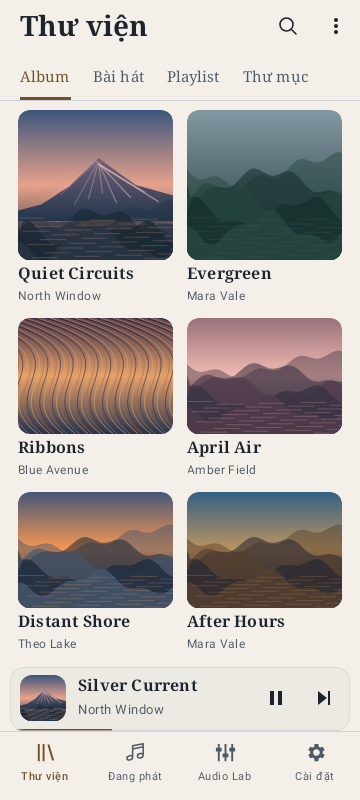 Thư viện
Album Bài hát Playlist Thư mục
Quiet Circuits
North Window
Evergreen
Mara Vale
Ribbons
Blue Avenue
April Air
Amber Field
Distant Shore
Theo Lake
After Hours
Mara Vale
Silver Current
North Window
Thư viện Đang phát Audio Lab Cài đặt